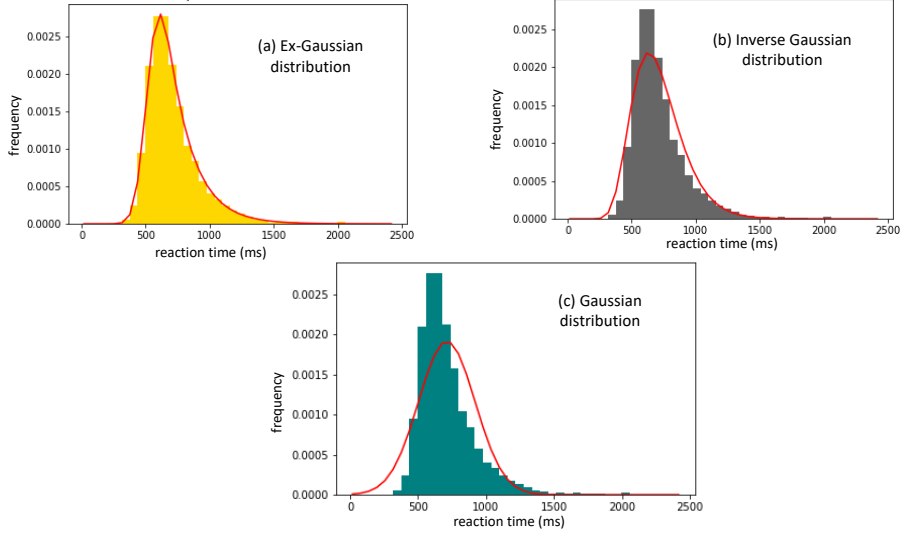 (a) Ex-Gaussian
distribution
frequency
0.0025
0.0020
0.0015
0.0010
0.0005
0.0000
0 500 1000 1500 2000 2500
reaction time (ms)
(b) Inverse Gaussian
distribution
frequency
0.0025
0.0020
0.0015
0.0010
0.0005
0.0000
0 500 1000 1500 2000 2500
reaction time (ms)
(c) Gaussian
distribution
frequency
0.0025
0.0020
0.0015
0.0010
0.0005
0.0000
0 500 1000 1500 2000 2500
reaction time (ms)